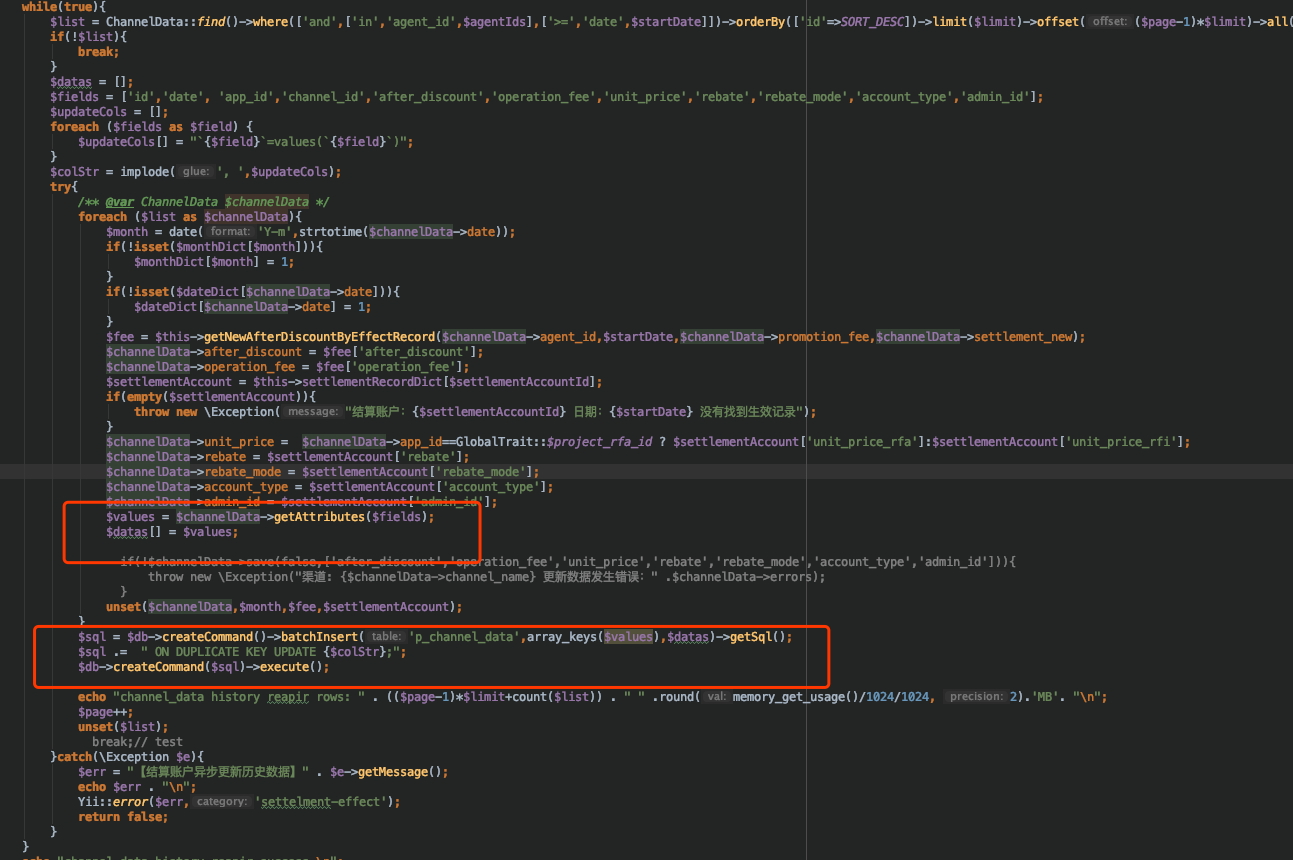 while(true){
$list = ChannelData::find()->where(['and',['in','agent_id',$agentIds],['>=','date',$startDate]])->orderBy(['id'=>SORT_DESC])->limit($limit)->offset( offset: ($page-1)*$limit)->all(
if(!$list){
break;
}
$datas = [];
$fields = ['id','date', 'app_id','channel_id','after_discount','operation_fee','unit_price','rebate','rebate_mode','account_type','admin_id'];
$updateCols = [];
foreach ($fields as $field) {
$updateCols[] = "`{$field}`=values(`{$field}`)";
}
$colStr = implode( glue: ', ',$updateCols);
try{
/** @var ChannelData $channelData */
foreach ($list as $channelData){
$month = date( format: 'Y-m',strtotime($channelData->date));
if(!isset($monthDict[$month])){
$monthDict[$month] = 1;
}
if(!isset($dateDict[$channelData->date])){
$dateDict[$channelData->date] = 1;
}
$fee = $this->getNewAfterDiscountByEffectRecord($channelData->agent_id,$startDate,$channelData->promotion_fee,$channelData->settlement_new);
$channelData->after_discount = $fee['after_discount'];
$channelData->operation_fee = $fee['operation_fee'];
$settlementAccount = $this->settlementRecordDict[$settlementAccountId];
if(empty($settlementAccount)){
throw new \Exception( message: "结算账户: {$settlementAccountId} 日期: {$startDate} 没有找到生效记录");
}
$channelData->unit_price =  $channelData->app_id==GlobalTrait::$project_rfa_id ? $settlementAccount['unit_price_rfa']:$settlementAccount['unit_price_rfi'];
$channelData->rebate = $settlementAccount['rebate'];
$channelData->rebate_mode = $settlementAccount['rebate_mode'];
$channelData->account_type = $settlementAccount['account_type'];
$channelData->admin_id = $settlementAccount['admin_id'];
$values = $channelData->getAttributes($fields);
$datas[] = $values;
if(!$channelData->save(false,['after_discount','operation_fee','unit_price','rebate','rebate_mode','account_type','admin_id'])){
throw new \Exception("渠道: {$channelData->channel_name} 更新数据发生错误: " .$channelData->errors);
}
unset($channelData,$month,$fee,$settlementAccount);
}
$sql = $db->createCommand()->batchInsert( table: 'p_channel_data',array_keys($values),$datas)->getSql();
$sql .=  " ON DUPLICATE KEY UPDATE {$colStr};";
$db->createCommand($sql)->execute();
echo "channel_data history reapir rows: " . (($page-1)*$limit+count($list)) . " " .round( val: memory_get_usage()/1024/1024, precision: 2).'MB'. "\n";
$page++;
unset($list);
break;// test
}catch(\Exception $e){
$err = "【结算账户异步更新历史数据】" . $e->getMessage();
echo $err . "\n";
Yii::error($err, category: 'settelment-effect');
return false;
}
}